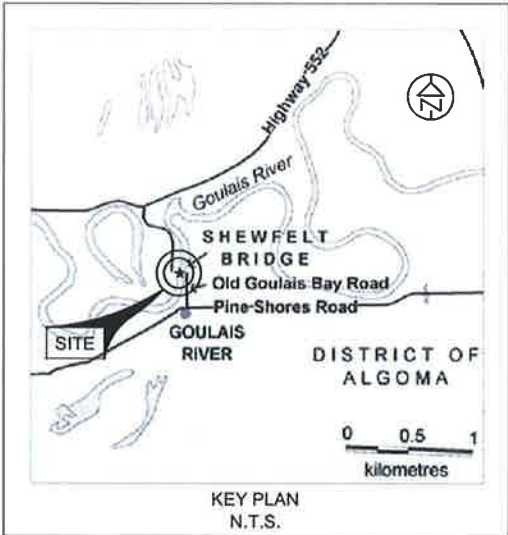 Highway 552
N
Goulais River
SHEWFELT
BRIDGE
Old Goulais Bay Road
Pine Shores Road
SITE
GOULAIS
RIVER
DISTRICT OF
ALGOMA
0 0.5 1
kilometres
KEY PLAN
N.T.S.